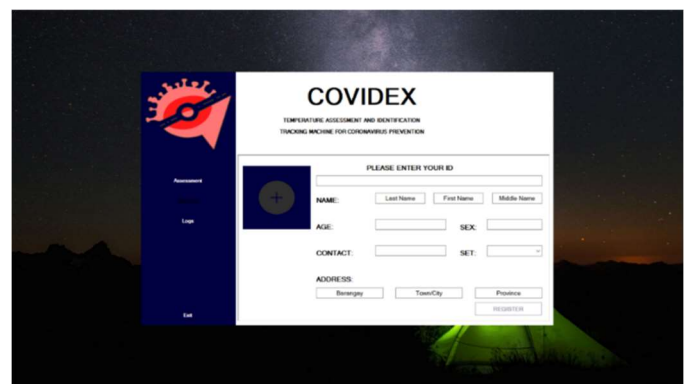 COVIDEX
TEMPERATURE ASSESSMENT AND IDENTIFICATION
TRACKING MACHINE FOR CORONAVIRUS PREVENTION
Assessment
Logs
Exit
PLEASE ENTER YOUR ID
NAME: Last Name First Name Middle Name
AGE: SEX:
CONTACT: SET:
ADDRESS:
Barangay Town/City Province
REGISTER